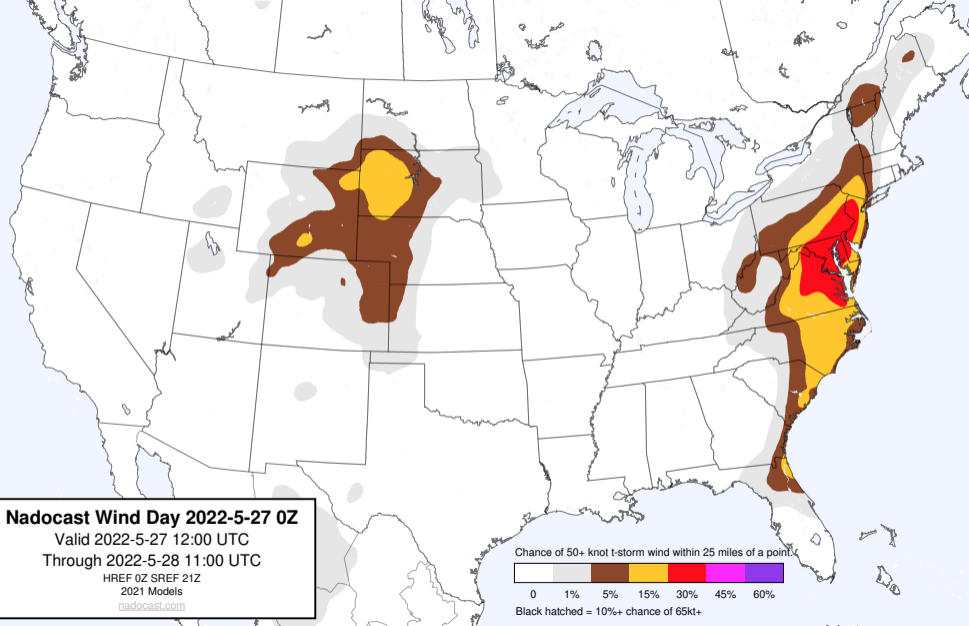 Nadocast Wind Day 2022-5-27 0Z
Valid 2022-5-27 12:00 UTC
Through 2022-5-28 11:00 UTC
HREF 0Z SREF 21Z
2021 Models
nadocast.com
Chance of 50+ knot t-storm wind within 25 miles of a point.
0 1% 5% 15% 30% 45% 60%
Black hatched = 10%+ chance of 65kt+